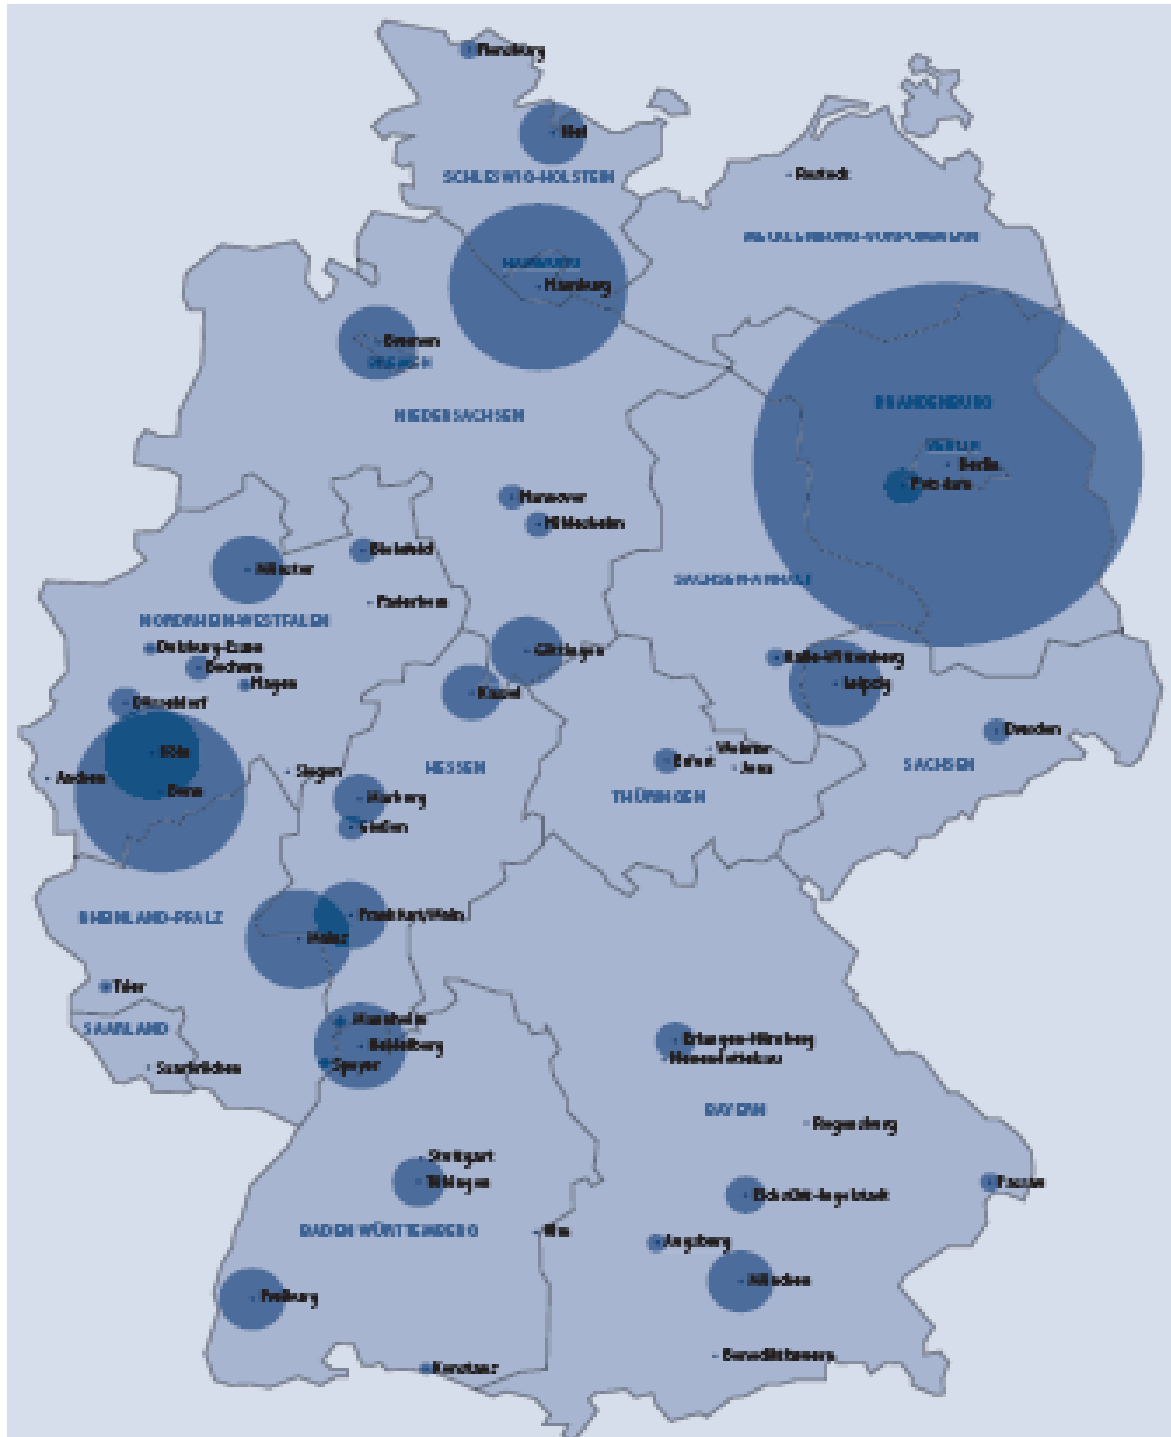 Flensburg
Kiel
SCHLESWIG-HOLSTEIN
Rostock
MECKLENBURG-VORPOMMERN
HAMBURG
Hamburg
Bremen
BREMEN
BRANDENBURG
NIEDERSACHSEN
BERLIN
Berlin
Potsdam
Hannover
Hildesheim
Bielefeld
Münster
SACHSEN-ANHALT
Paderborn
NORDRHEIN-WESTFALEN
Duisburg-Essen
Göttingen
Halle-Wittenberg
Bochum
Hagen
Leipzig
Kassel
Düsseldorf
Dresden
Köln
Weimar
Erfurt
Jena
HESSEN
SACHSEN
Siegen
Aachen
Bonn
Marburg
THÜRINGEN
Gießen
RHEINLAND-PFALZ
Frankfurt/Main
Mainz
Trier
Mannheim
SAARLAND
Heidelberg
Erlangen-Nürnberg
Speyer
Saarbrücken
BAYERN
Regensburg
Stuttgart
Tübingen
Passau
Eichstätt-Ingolstadt
BADEN WÜRTTEMBERG
Ulm
Augsburg
München
Freiburg
Benediktbeuern
Konstanz